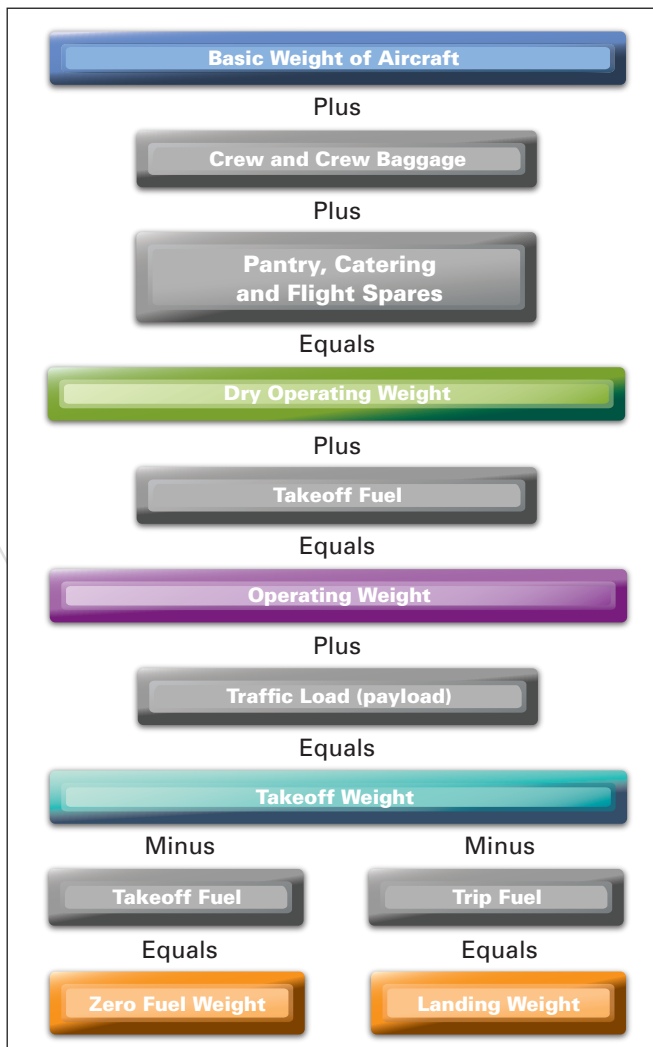 Basic Weight of Aircraft
Plus
Crew and Crew Baggage
Plus
Pantry, Catering
and Flight Spares
Equals
Dry Operating Weight
Plus
Takeoff Fuel
Equals
Operating Weight
Plus
Traffic Load (payload)
Equals
Takeoff Weight
Minus Minus
Takeoff Fuel Trip Fuel
Equals Equals
Zero Fuel Weight Landing Weight